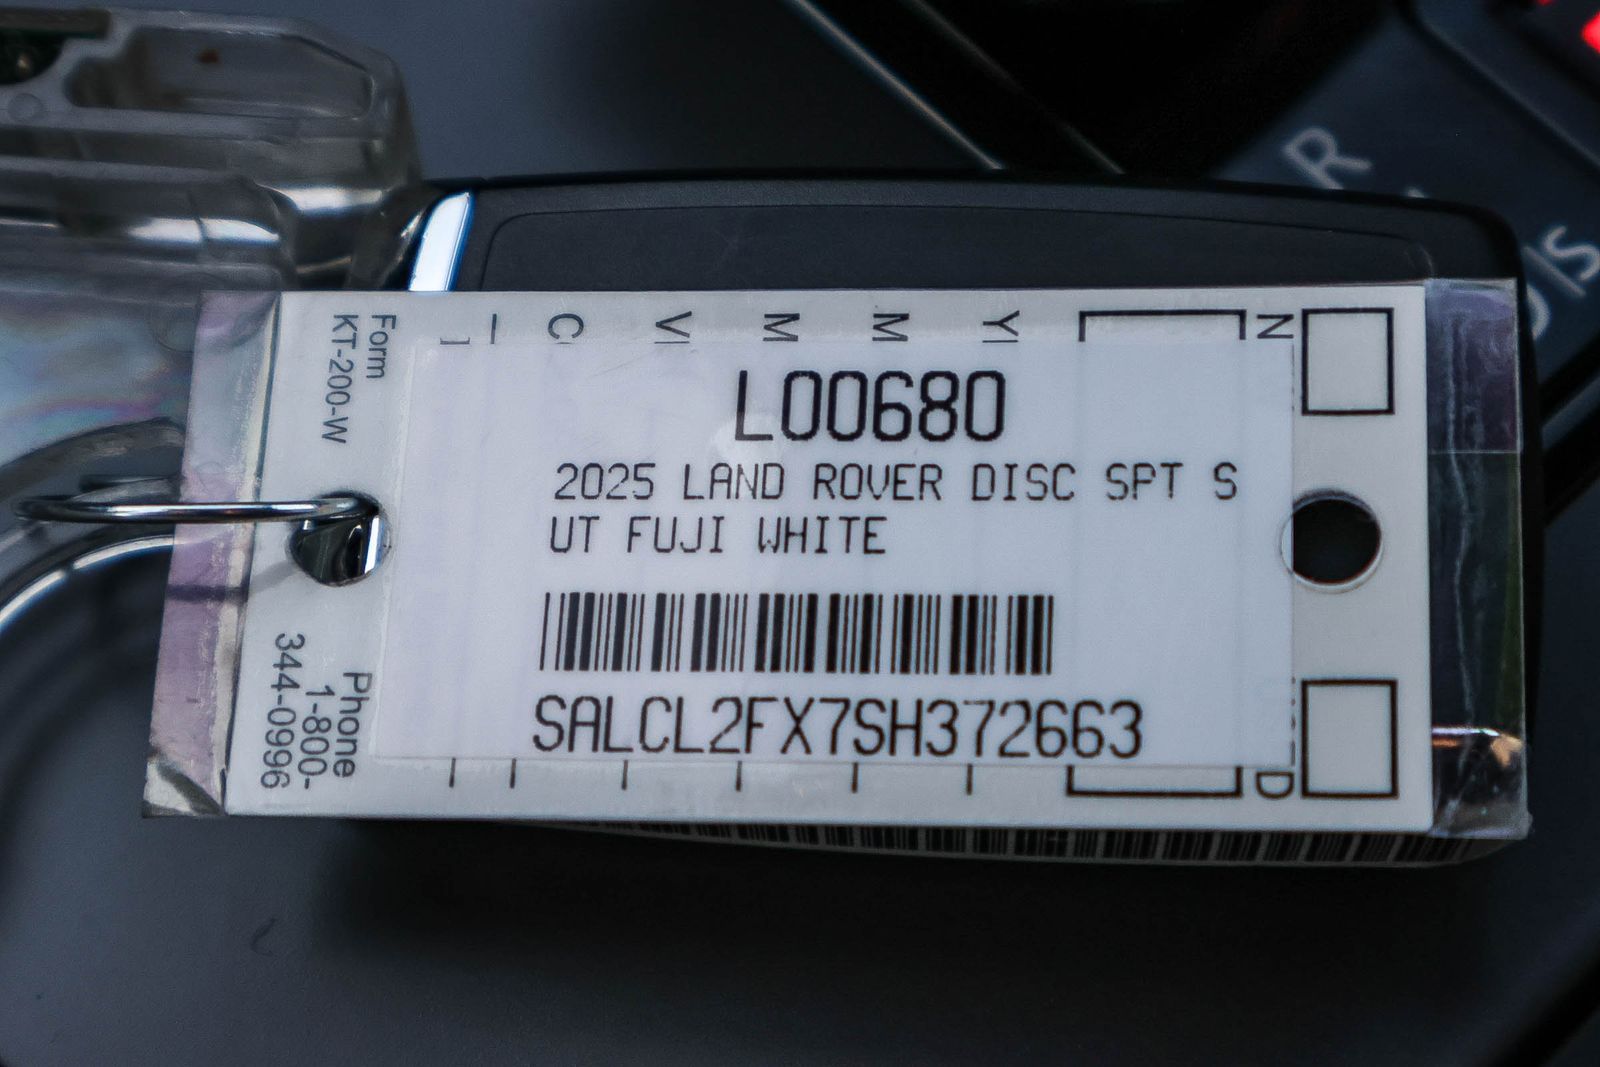 L00680
2025 LAND ROVER DISC SPT S
UT FUJI WHITE
SALCL2FX7SH372663
Form
KT-200-W
Phone
1-800-
344-0996
R